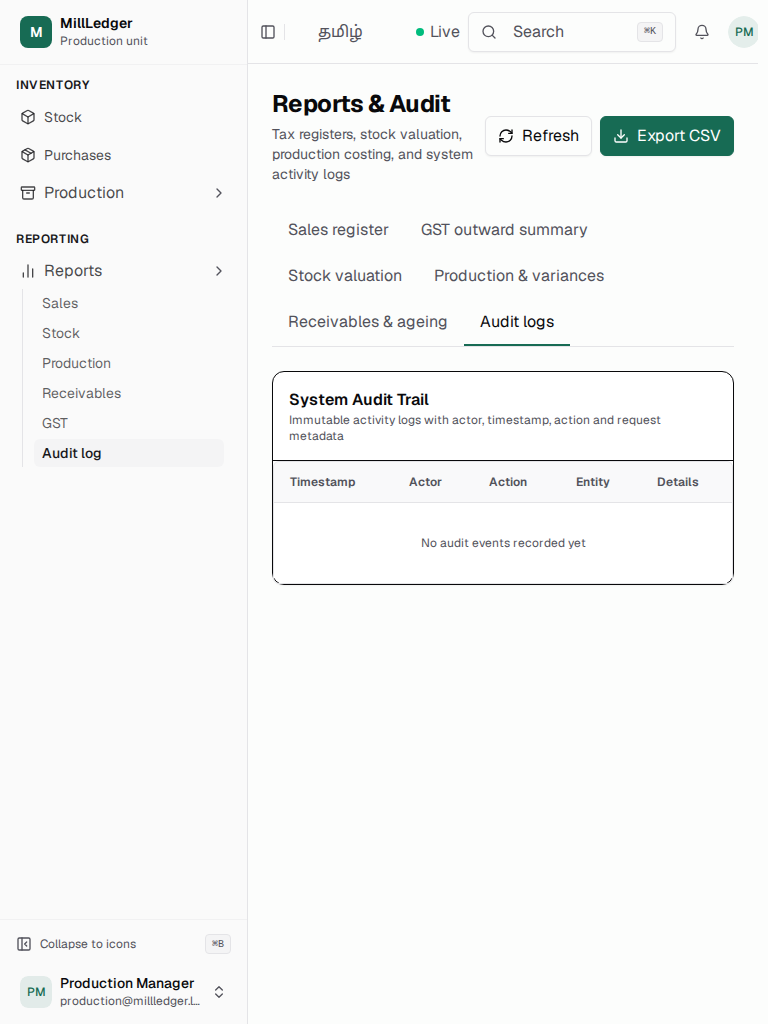 MillLedger
Production unit
INVENTORY
Stock
Purchases
Production
REPORTING
Reports
Sales
Stock
Production
Receivables
GST
Audit log
Collapse to icons ⌘B
PM
Production Manager
production@millledger.l...
M
தமிழ் Live Search ⌘K PM
Reports & Audit
Tax registers, stock valuation,
production costing, and system
activity logs
Refresh Export CSV
Sales register GST outward summary
Stock valuation Production & variances
Receivables & ageing Audit logs
System Audit Trail
Immutable activity logs with actor, timestamp, action and request
metadata
Timestamp Actor Action Entity Details
No audit events recorded yet